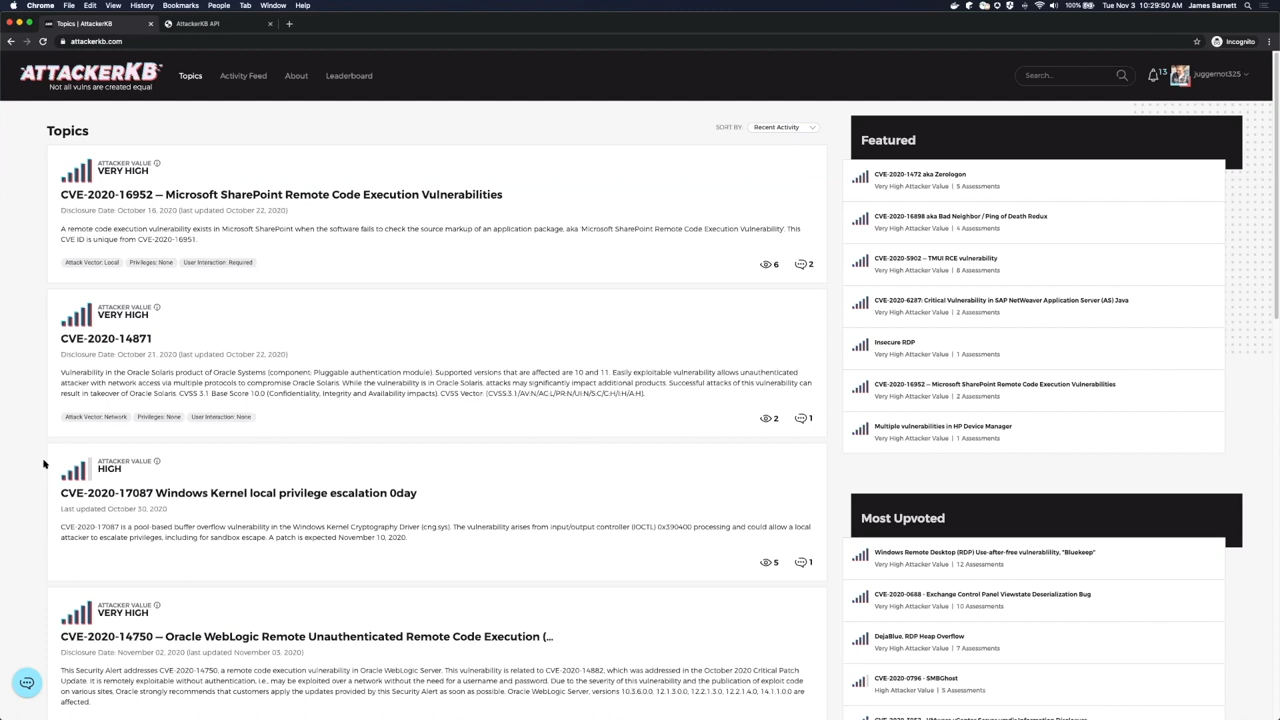 Chrome File Edit View History Bookmarks People Tab Window Help
100% Tue Nov 3 10:29:50 AM James Barnett
Topics | AttackerKB
AttackerKB API
attackerkb.com
Incognito
ATTACKERKB
Not all vulns are created equal
Topics Activity Feed About Leaderboard
Search...
13
juggernot325
Topics
SORT BY: Recent Activity
ATTACKER VALUE
VERY HIGH
CVE-2020-16952 — Microsoft SharePoint Remote Code Execution Vulnerabilities
Disclosure Date: October 16, 2020 (last updated October 22, 2020)
A remote code execution vulnerability exists in Microsoft SharePoint when the software fails to check the source markup of an application package, aka 'Microsoft SharePoint Remote Code Execution Vulnerability'. This
CVE ID is unique from CVE-2020-16951.
Attack Vector: Local Privileges: None User Interaction: Required
6 2
ATTACKER VALUE
VERY HIGH
CVE-2020-14871
Disclosure Date: October 21, 2020 (last updated October 22, 2020)
Vulnerability in the Oracle Solaris product of Oracle Systems (component: Pluggable authentication module). Supported versions that are affected are 10 and 11. Easily exploitable vulnerability allows unauthenticated
attacker with network access via multiple protocols to compromise Oracle Solaris. While the vulnerability is in Oracle Solaris, attacks may significantly impact additional products. Successful attacks of this vulnerability can
result in takeover of Oracle Solaris. CVSS 3.1 Base Score 10.0 (Confidentiality, Integrity and Availability impacts). CVSS Vector: (CVSS:3.1/AV:N/AC:L/PR:N/UI:N/S:C/C:H/I:H/A:H).
Attack Vector: Network Privileges: None User Interaction: None
2 1
ATTACKER VALUE
HIGH
CVE-2020-17087 Windows Kernel local privilege escalation 0day
Last updated October 30, 2020
CVE-2020-17087 is a pool-based buffer overflow vulnerability in the Windows Kernel Cryptography Driver (cng.sys). The vulnerability arises from input/output controller (IOCTL) 0x390400 processing and could allow a local
attacker to escalate privileges, including for sandbox escape. A patch is expected November 10, 2020.
5 1
ATTACKER VALUE
VERY HIGH
CVE-2020-14750 — Oracle WebLogic Remote Unauthenticated Remote Code Execution (...
Disclosure Date: November 02, 2020 (last updated November 03, 2020)
This Security Alert addresses CVE-2020-14750, a remote code execution vulnerability in Oracle WebLogic Server. This vulnerability is related to CVE-2020-14882, which was addressed in the October 2020 Critical Patch
Update. It is remotely exploitable without authentication, i.e., may be exploited over a network without the need for a username and password. Due to the severity of this vulnerability and the publication of exploit code
on various sites, Oracle strongly recommends that customers apply the updates provided by this Security Alert as soon as possible. Oracle WebLogic Server, versions 10.3.6.0.0, 12.1.3.0.0, 12.2.1.3.0, 12.2.1.4.0, 14.1.1.0.0 are
affected.
Featured
CVE-2020-1472 aka Zerologon
Very High Attacker Value | 5 Assessments
CVE-2020-16898 aka Bad Neighbor / Ping of Death Redux
Very High Attacker Value | 4 Assessments
CVE-2020-5902 — TMUI RCE vulnerability
Very High Attacker Value | 8 Assessments
CVE-2020-6287: Critical Vulnerability in SAP NetWeaver Application Server (AS) Java
Very High Attacker Value | 2 Assessments
Insecure RDP
Very High Attacker Value | 1 Assessments
CVE-2020-16952 — Microsoft SharePoint Remote Code Execution Vulnerabilities
Very High Attacker Value | 2 Assessments
Multiple vulnerabilities in HP Device Manager
Very High Attacker Value | 1 Assessments
Most Upvoted
Windows Remote Desktop (RDP) Use-after-free vulnerablility, "Bluekeep"
Very High Attacker Value | 12 Assessments
CVE-2020-0688 - Exchange Control Panel Viewstate Deserialization Bug
Very High Attacker Value | 10 Assessments
DejaBlue, RDP Heap Overflow
Very High Attacker Value | 7 Assessments
CVE-2020-0796 - SMBGhost
High Attacker Value | 5 Assessments